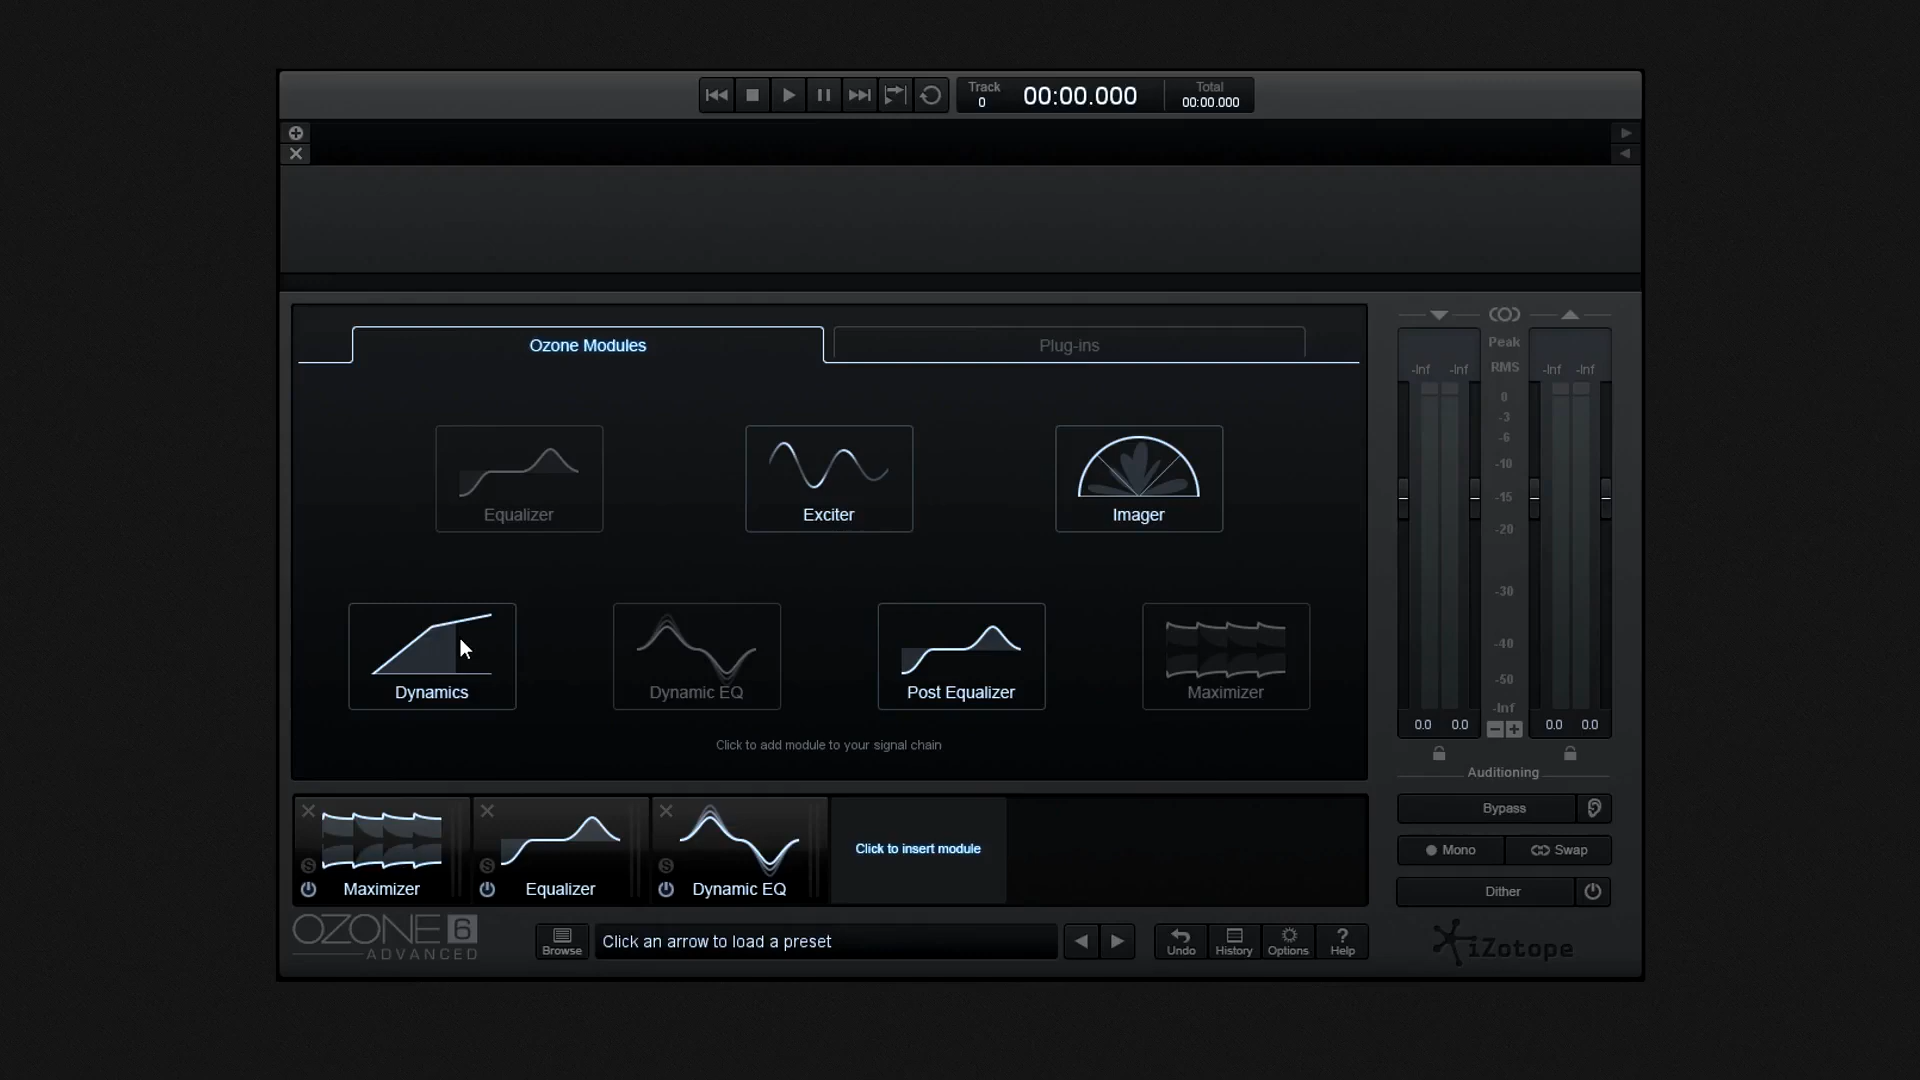 Track
0
00:00.000
Total
00:00.000
Ozone Modules
Plug-ins
Equalizer
Exciter
Imager
Dynamics
Dynamic EQ
Post Equalizer
Maximizer
Click to add module to your signal chain
Peak
-Inf -Inf RMS -Inf -Inf
0
-3
-6
-10
-15
-20
-30
-40
-50
-Inf
0.0 0.0 0.0 0.0
Auditioning
Bypass
Mono
Swap
Dither
S Maximizer
S Equalizer
S Dynamic EQ
Click to insert module
OZONE 6
ADVANCED
Browse
Click an arrow to load a preset
Undo
History
Options
? Help
iZotope